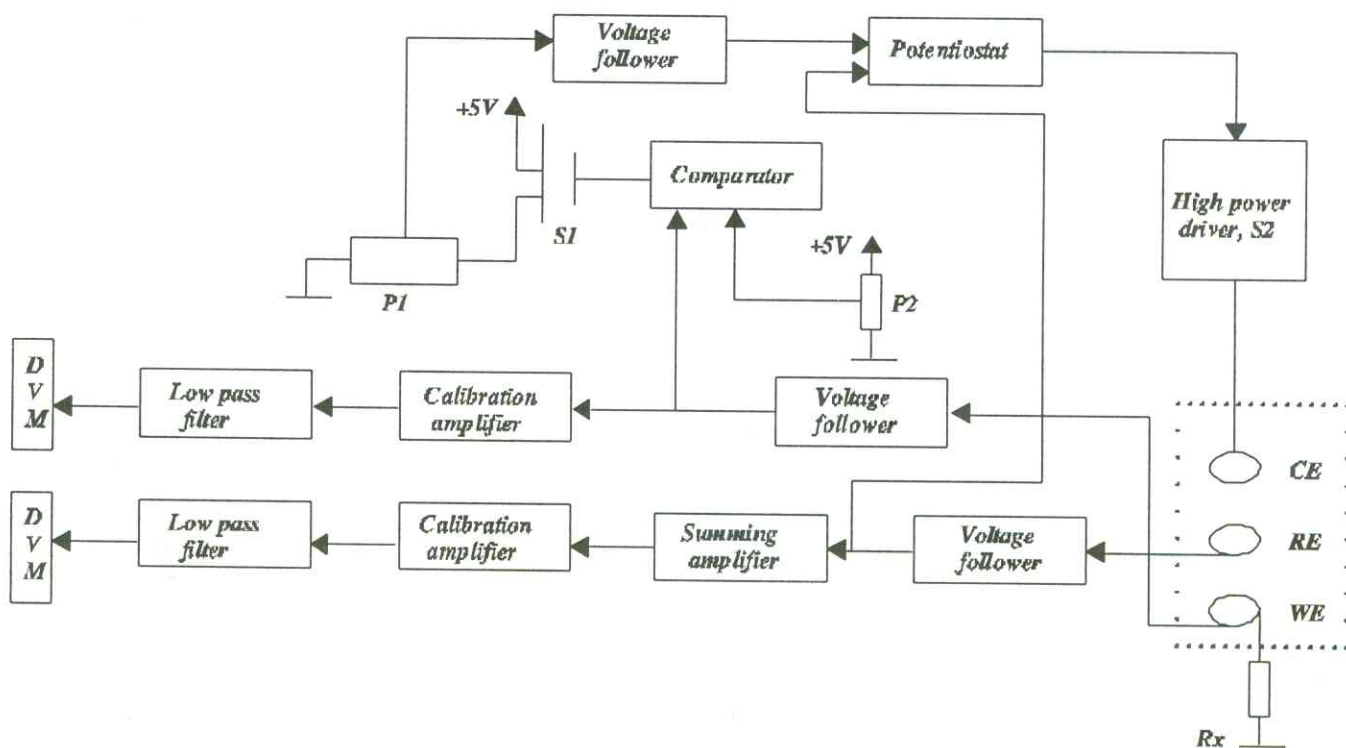 Voltage
follower
Potentiostat
+5V
Comparator
High power
driver, S2
S1
+5V
P1
P2
D
V
M
Low pass
filter
Calibration
amplifier
Voltage
follower
CE
D
V
M
Low pass
filter
Calibration
amplifier
Summing
amplifier
Voltage
follower
RE
WE
Rx